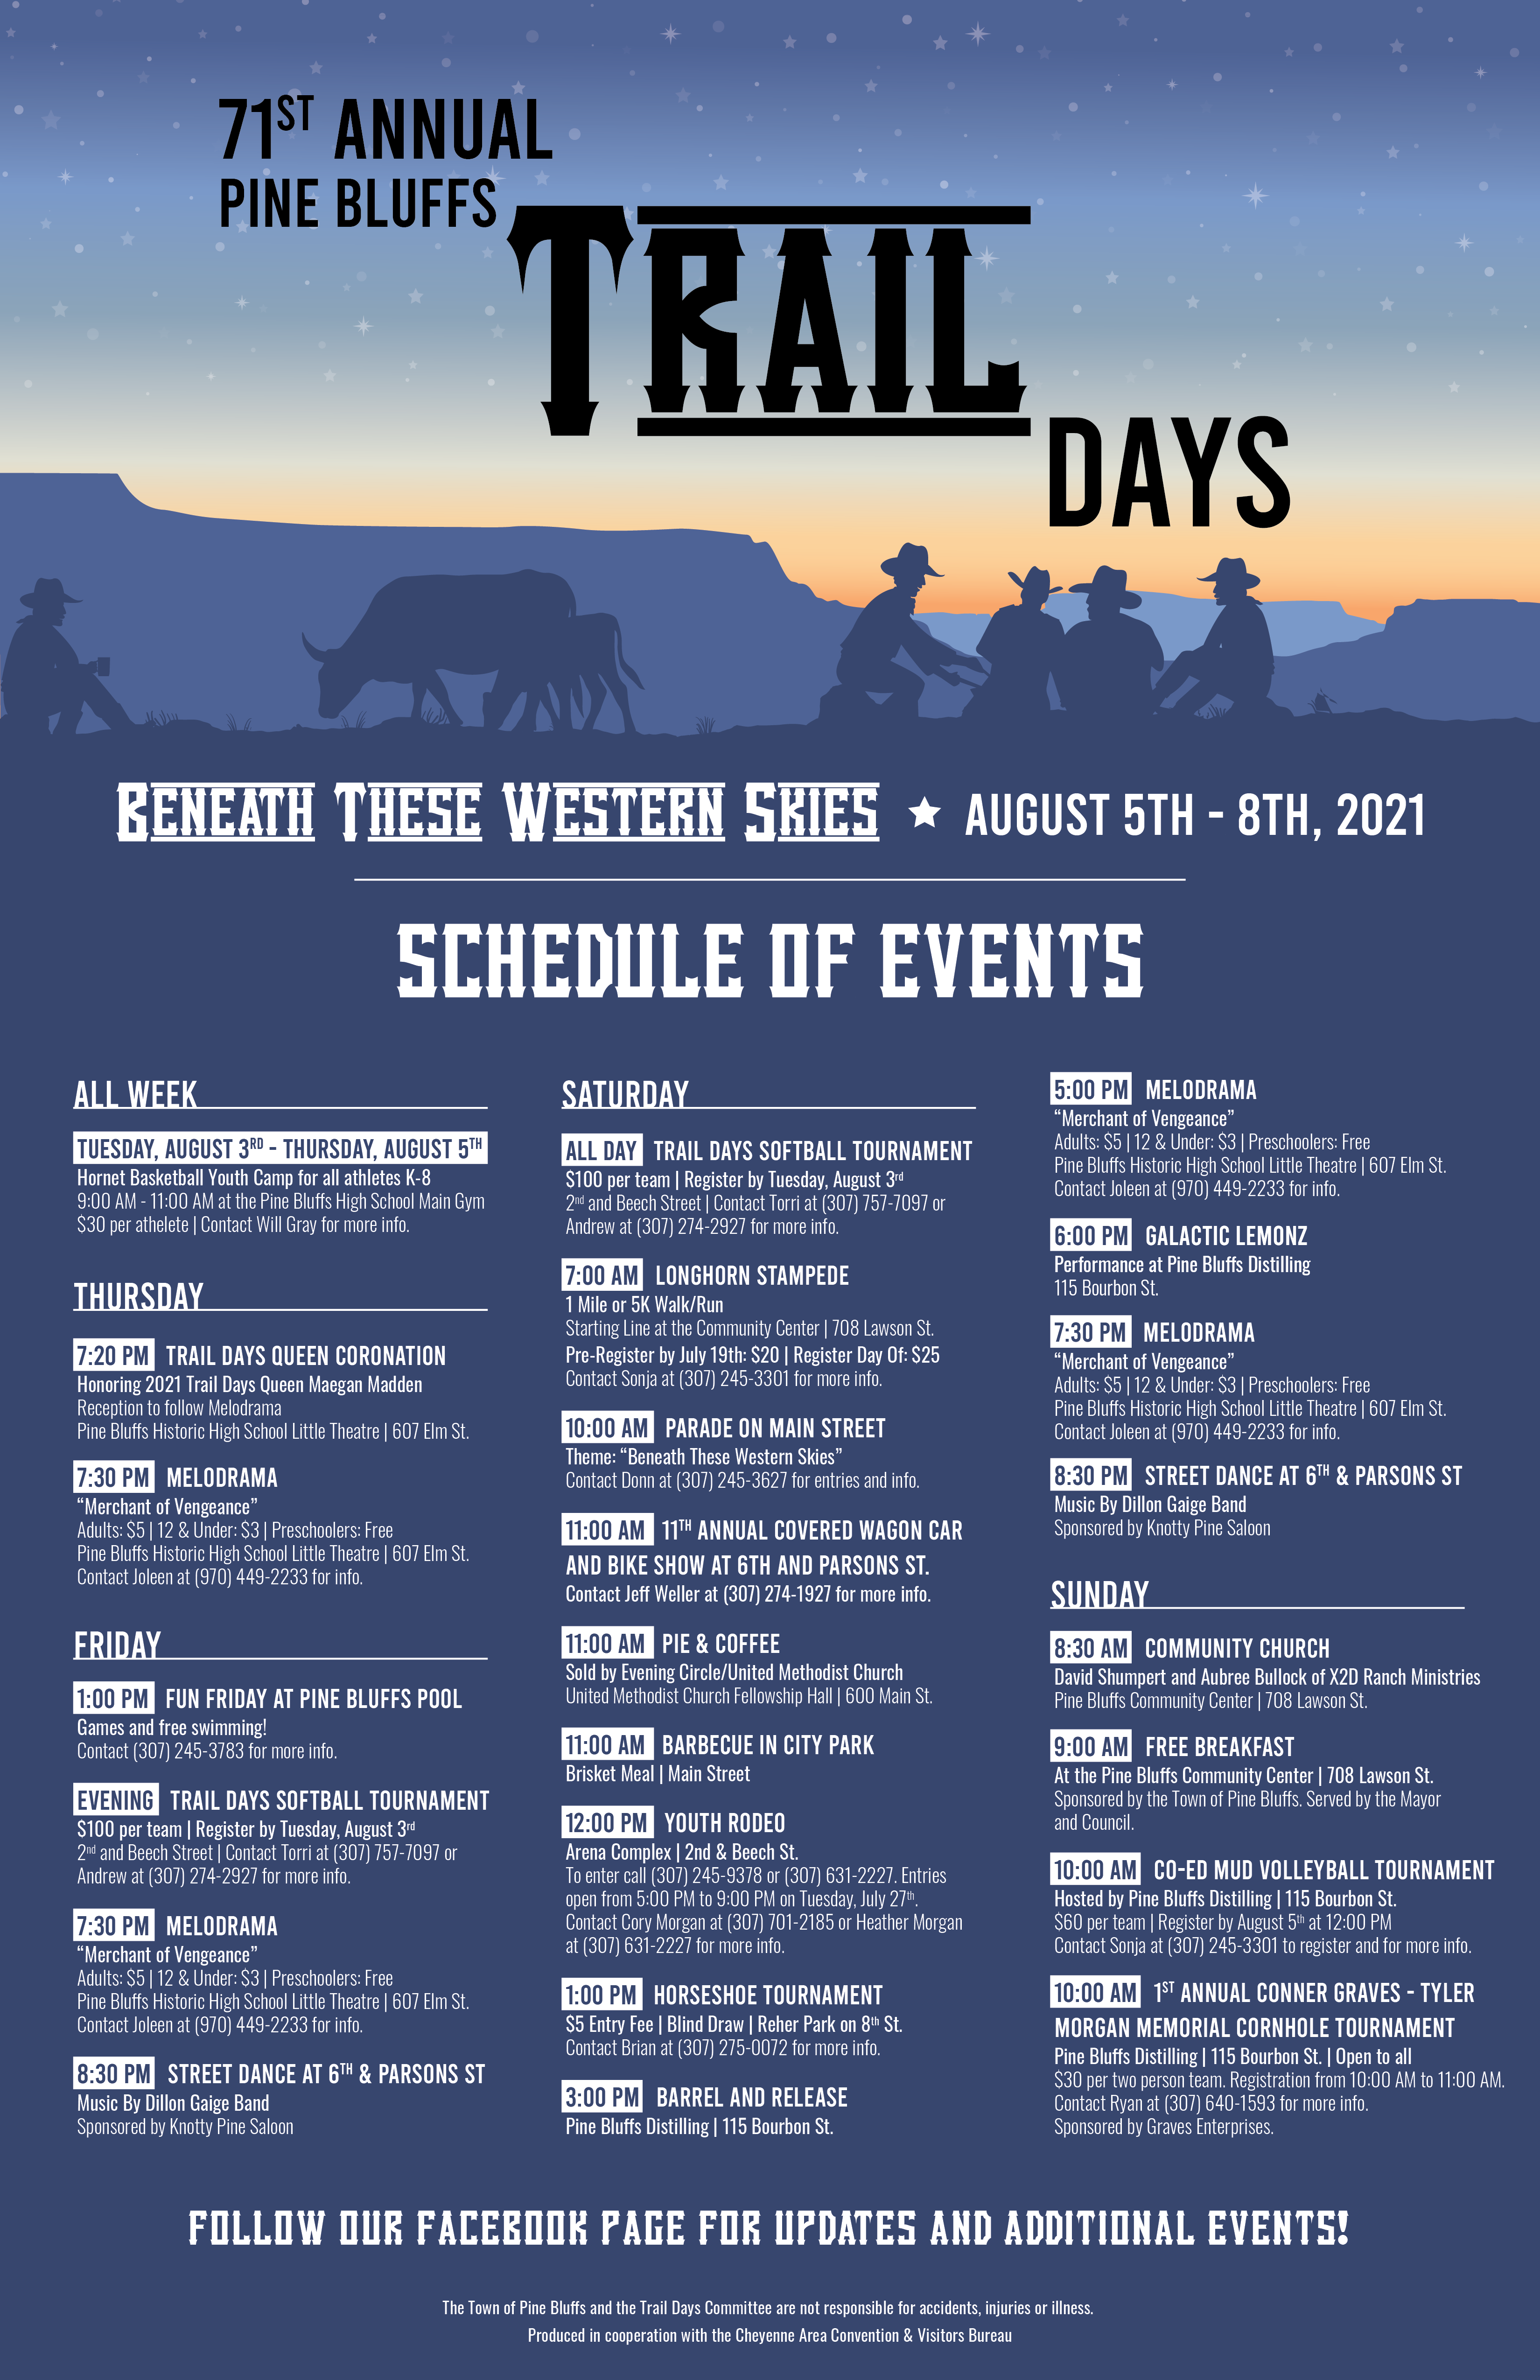 71ST ANNUAL
PINE BLUFFS
TRAIL
DAYS
BENEATH THESE WESTERN SKIES ★ AUGUST 5TH - 8TH, 2021
SCHEDULE OF EVENTS
ALL WEEK
TUESDAY, AUGUST 3RD - THURSDAY, AUGUST 5TH
Hornet Basketball Youth Camp for all athletes K-8
9:00 AM - 11:00 AM at the Pine Bluffs High School Main Gym
$30 per athelete | Contact Will Gray for more info.
THURSDAY
7:20 PM TRAIL DAYS QUEEN CORONATION
Honoring 2021 Trail Days Queen Maegan Madden
Reception to follow Melodrama
Pine Bluffs Historic High School Little Theatre | 607 Elm St.
7:30 PM MELODRAMA
“Merchant of Vengeance”
Adults: $5 | 12 & Under: $3 | Preschoolers: Free
Pine Bluffs Historic High School Little Theatre | 607 Elm St.
Contact Joleen at (970) 449-2233 for info.
FRIDAY
1:00 PM FUN FRIDAY AT PINE BLUFFS POOL
Games and free swimming!
Contact (307) 245-3783 for more info.
EVENING TRAIL DAYS SOFTBALL TOURNAMENT
$100 per team | Register by Tuesday, August 3rd
2nd and Beech Street | Contact Torri at (307) 757-7097 or
Andrew at (307) 274-2927 for more info.
7:30 PM MELODRAMA
“Merchant of Vengeance”
Adults: $5 | 12 & Under: $3 | Preschoolers: Free
Pine Bluffs Historic High School Little Theatre | 607 Elm St.
Contact Joleen at (970) 449-2233 for info.
8:30 PM STREET DANCE AT 6TH & PARSONS ST
Music By Dillon Gaige Band
Sponsored by Knotty Pine Saloon
SATURDAY
ALL DAY TRAIL DAYS SOFTBALL TOURNAMENT
$100 per team | Register by Tuesday, August 3rd
2nd and Beech Street | Contact Torri at (307) 757-7097 or
Andrew at (307) 274-2927 for more info.
7:00 AM LONGHORN STAMPEDE
1 Mile or 5K Walk/Run
Starting Line at the Community Center | 708 Lawson St.
Pre-Register by July 19th: $20 | Register Day Of: $25
Contact Sonja at (307) 245-3301 for more info.
10:00 AM PARADE ON MAIN STREET
Theme: “Beneath These Western Skies”
Contact Donn at (307) 245-3627 for entries and info.
11:00 AM 11TH ANNUAL COVERED WAGON CAR
AND BIKE SHOW AT 6TH AND PARSONS ST.
Contact Jeff Weller at (307) 274-1927 for more info.
11:00 AM PIE & COFFEE
Sold by Evening Circle/United Methodist Church
United Methodist Church Fellowship Hall | 600 Main St.
11:00 AM BARBECUE IN CITY PARK
Brisket Meal | Main Street
12:00 PM YOUTH RODEO
Arena Complex | 2nd & Beech St.
To enter call (307) 245-9378 or (307) 631-2227. Entries
open from 5:00 PM to 9:00 PM on Tuesday, July 27th.
Contact Cory Morgan at (307) 701-2185 or Heather Morgan
at (307) 631-2227 for more info.
1:00 PM HORSESHOE TOURNAMENT
$5 Entry Fee | Blind Draw | Reher Park on 8th St.
Contact Brian at (307) 275-0072 for more info.
3:00 PM BARREL AND RELEASE
Pine Bluffs Distilling | 115 Bourbon St.
5:00 PM MELODRAMA
“Merchant of Vengeance”
Adults: $5 | 12 & Under: $3 | Preschoolers: Free
Pine Bluffs Historic High School Little Theatre | 607 Elm St.
Contact Joleen at (970) 449-2233 for info.
6:00 PM GALACTIC LEMONZ
Performance at Pine Bluffs Distilling
115 Bourbon St.
7:30 PM MELODRAMA
“Merchant of Vengeance”
Adults: $5 | 12 & Under: $3 | Preschoolers: Free
Pine Bluffs Historic High School Little Theatre | 607 Elm St.
Contact Joleen at (970) 449-2233 for info.
8:30 PM STREET DANCE AT 6TH & PARSONS ST
Music By Dillon Gaige Band
Sponsored by Knotty Pine Saloon
SUNDAY
8:30 AM COMMUNITY CHURCH
David Shumpert and Aubree Bullock of X2D Ranch Ministries
Pine Bluffs Community Center | 708 Lawson St.
9:00 AM FREE BREAKFAST
At the Pine Bluffs Community Center | 708 Lawson St.
Sponsored by the Town of Pine Bluffs. Served by the Mayor
and Council.
10:00 AM CO-ED MUD VOLLEYBALL TOURNAMENT
Hosted by Pine Bluffs Distilling | 115 Bourbon St.
$60 per team | Register by August 5th at 12:00 PM
Contact Sonja at (307) 245-3301 to register and for more info.
10:00 AM 1ST ANNUAL CONNER GRAVES - TYLER
MORGAN MEMORIAL CORNHOLE TOURNAMENT
Pine Bluffs Distilling | 115 Bourbon St. | Open to all
$30 per two person team. Registration from 10:00 AM to 11:00 AM.
Contact Ryan at (307) 640-1593 for more info.
Sponsored by Graves Enterprises.
FOLLOW OUR FACEBOOK PAGE FOR UPDATES AND ADDITIONAL EVENTS!
The Town of Pine Bluffs and the Trail Days Committee are not responsible for accidents, injuries or illness.
Produced in cooperation with the Cheyenne Area Convention & Visitors Bureau